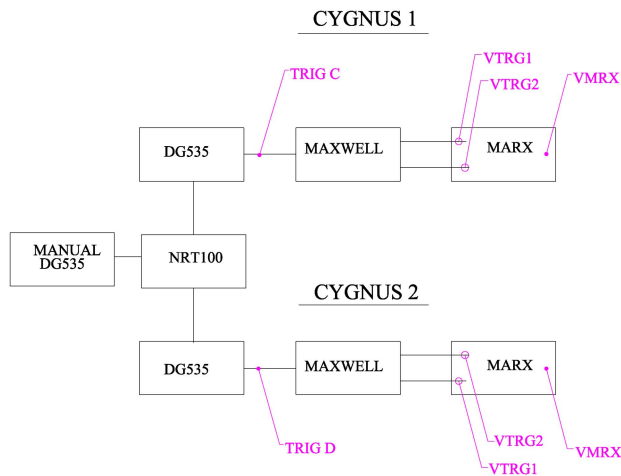 CYGNUS 1
VTRG1
TRIG C
VTRG2
VMRX
DG535
MAXWELL
MARX
MANUAL
DG535
NRT100
CYGNUS 2
DG535
MAXWELL
MARX
TRIG D
VTRG2
VMRX
VTRG1